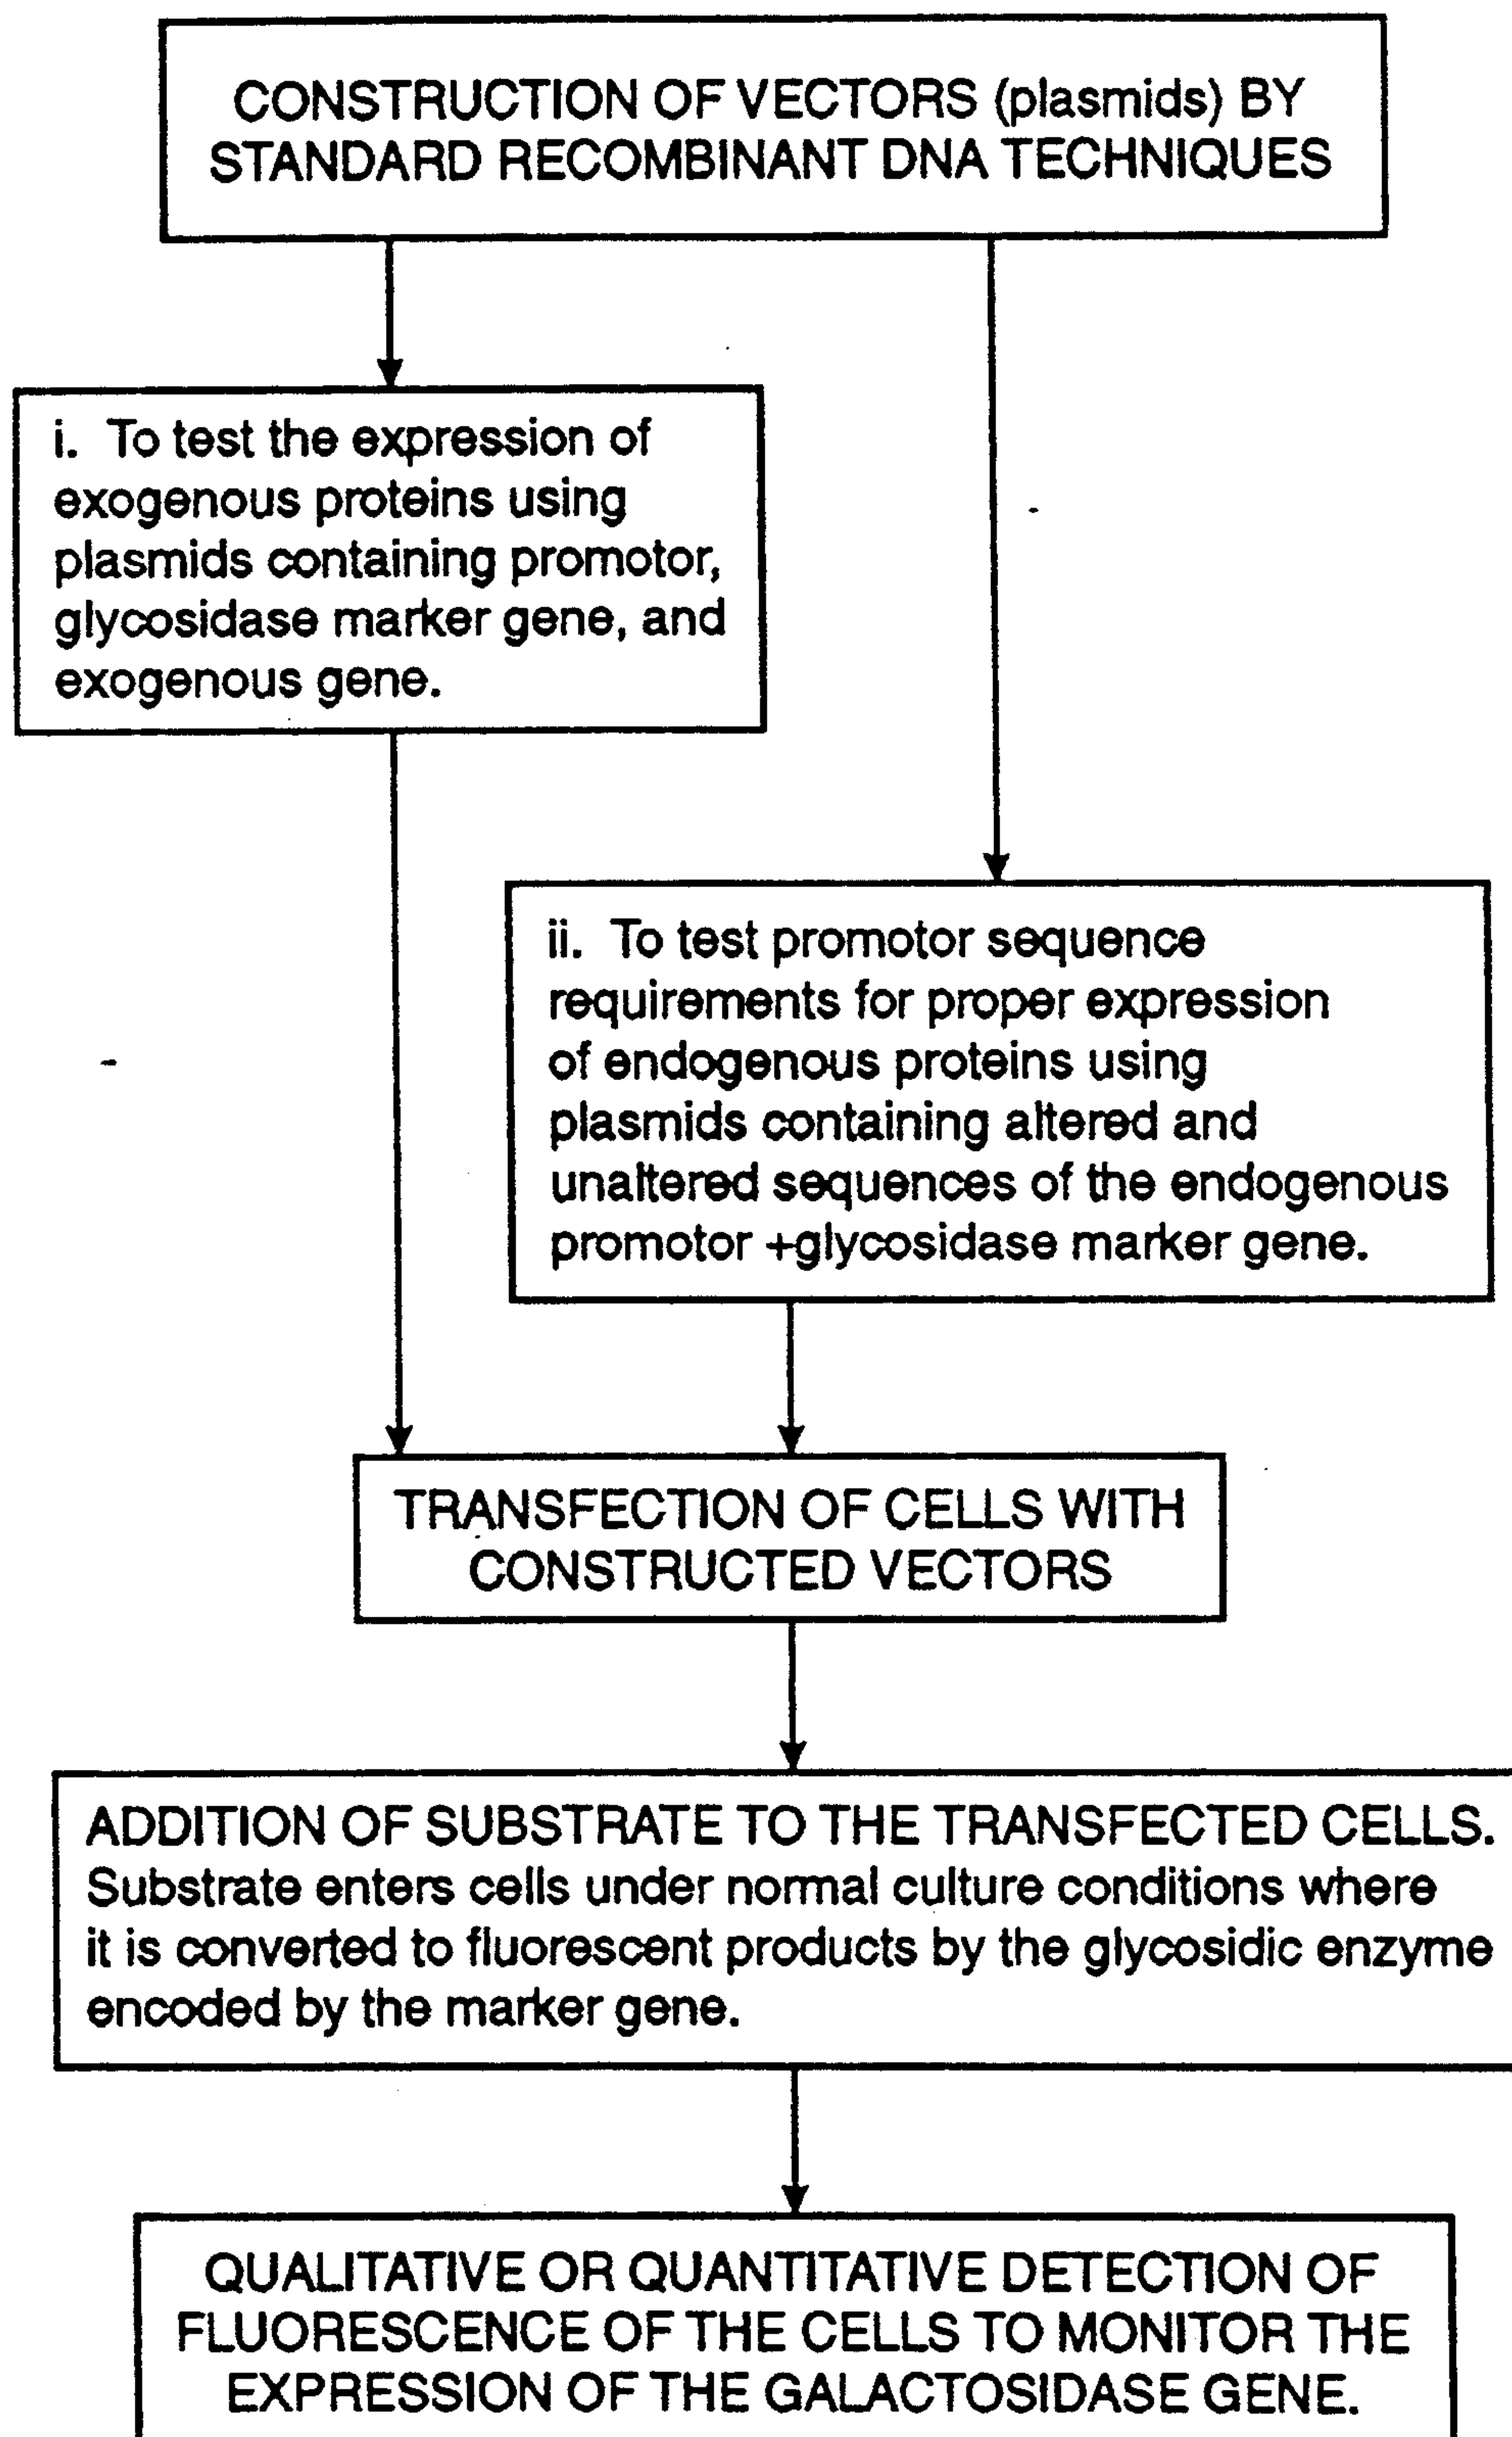 CONSTRUCTION OF VECTORS (plasmids) BY
STANDARD RECOMBINANT DNA TECHNIQUES
i. To test the expression of
exogenous proteins using
plasmids containing promotor,
glycosidase marker gene, and
exogenous gene.
ii. To test promotor sequence
requirements for proper expression
of endogenous proteins using
plasmids containing altered and
unaltered sequences of the endogenous
promotor +glycosidase marker gene.
TRANSFECTION OF CELLS WITH
CONSTRUCTED VECTORS
ADDITION OF SUBSTRATE TO THE TRANSFECTED CELLS.
Substrate enters cells under normal culture conditions where
it is converted to fluorescent products by the glycosidic enzyme
encoded by the marker gene.
QUALITATIVE OR QUANTITATIVE DETECTION OF
FLUORESCENCE OF THE CELLS TO MONITOR THE
EXPRESSION OF THE GALACTOSIDASE GENE.